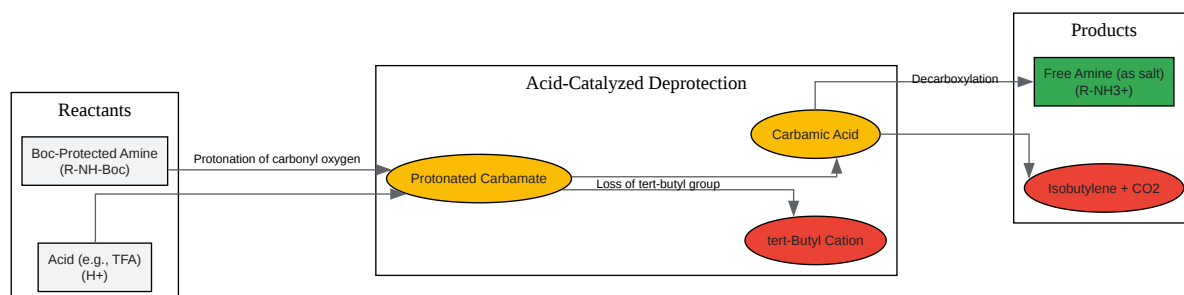 Reactants
Boc-Protected Amine
(R-NH-Boc)
Acid (e.g., TFA)
(H+)
Protonation of carbonyl oxygen
Acid-Catalyzed Deprotection
Protonated Carbamate
Loss of tert-butyl group
Carbamic Acid
tert-Butyl Cation
Decarboxylation
Products
Free Amine (as salt)
(R-NH3+)
Isobutylene + CO2